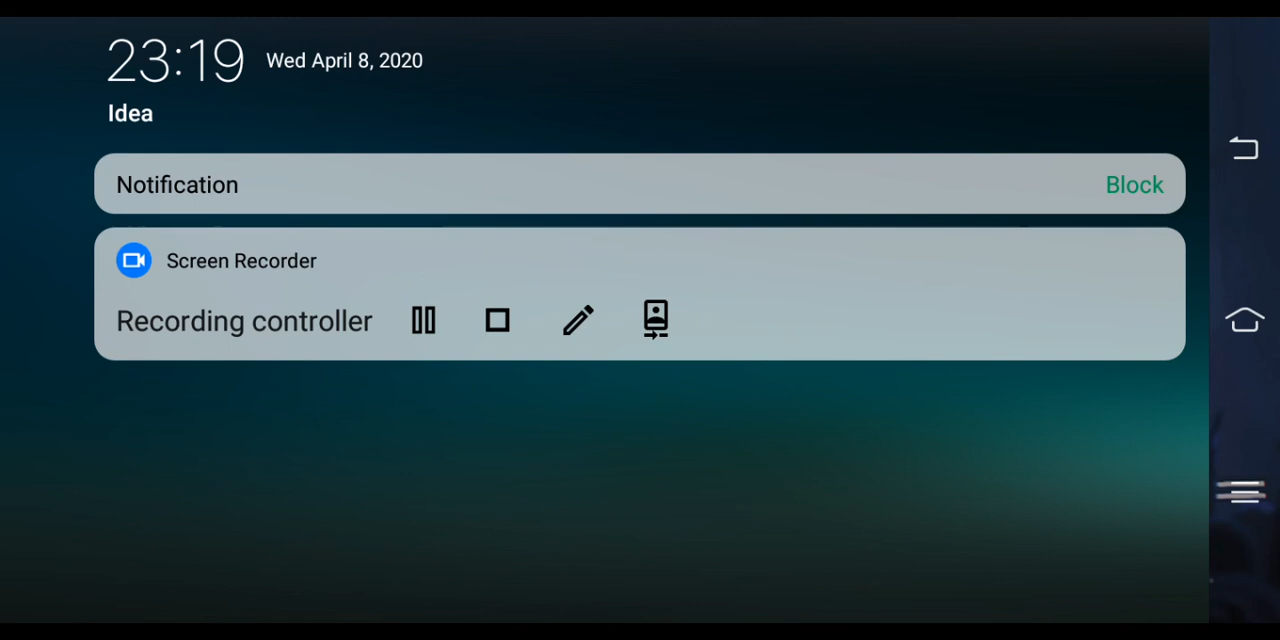 23:19 Wed April 8, 2020
Idea
Notification Block
Screen Recorder
Recording controller